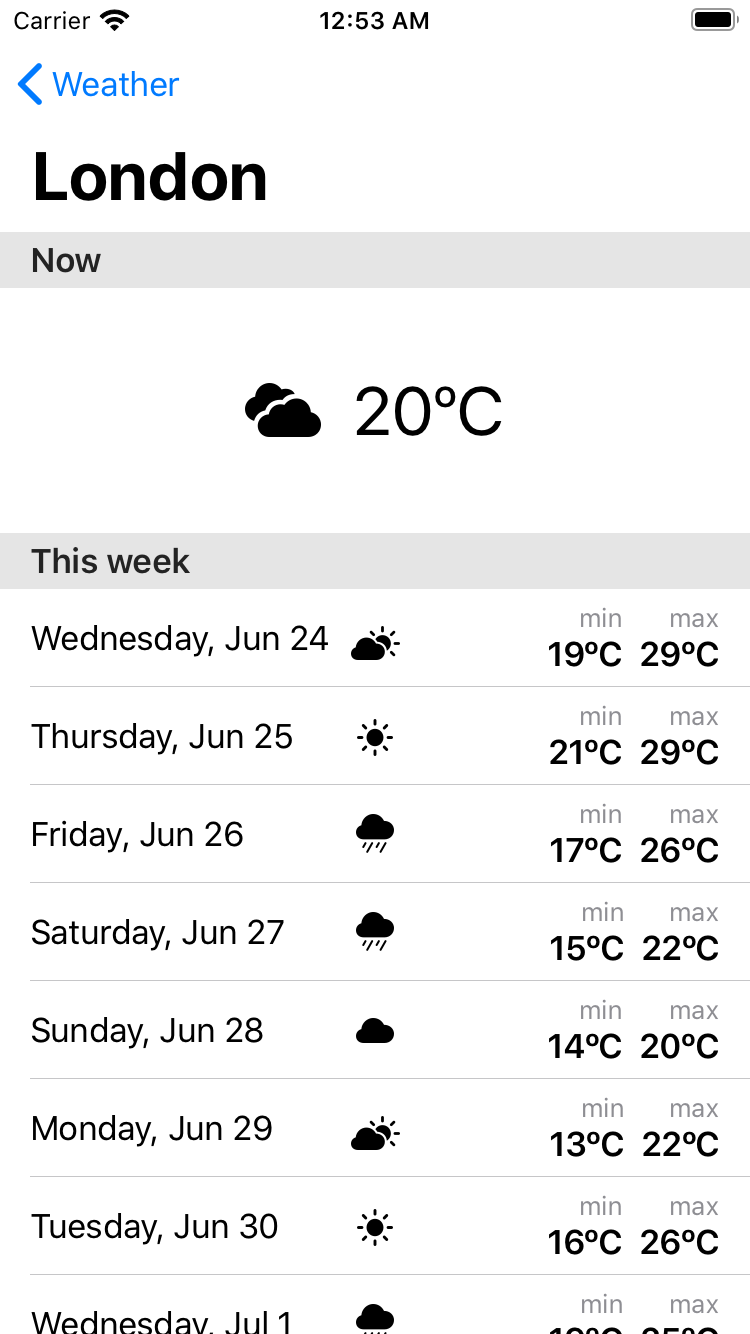 Carrier 12:53 AM
Weather
London
Now
20ºC
This week
min max
Wednesday, Jun 24 19ºC 29ºC
min max
Thursday, Jun 25 21ºC 29ºC
min max
Friday, Jun 26 17ºC 26ºC
min max
Saturday, Jun 27 15ºC 22ºC
min max
Sunday, Jun 28 14ºC 20ºC
min max
Monday, Jun 29 13ºC 22ºC
min max
Tuesday, Jun 30 16ºC 26ºC
min max
Wednesday, Jul 1